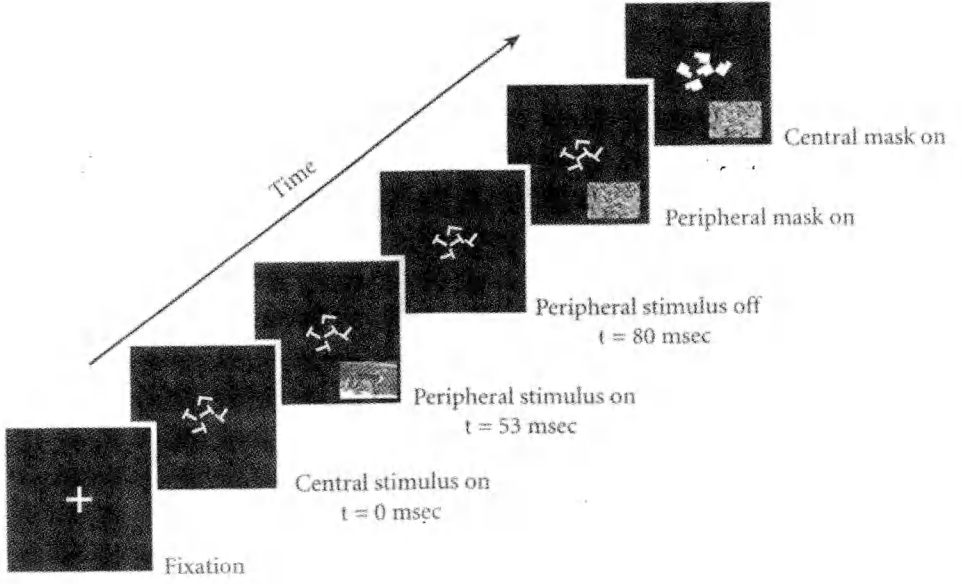 Time
Central mask on
Peripheral mask on
Peripheral stimulus off
t = 80 msec
Peripheral stimulus on
t = 53 msec
Central stimulus on
t = 0 msec
Fixation